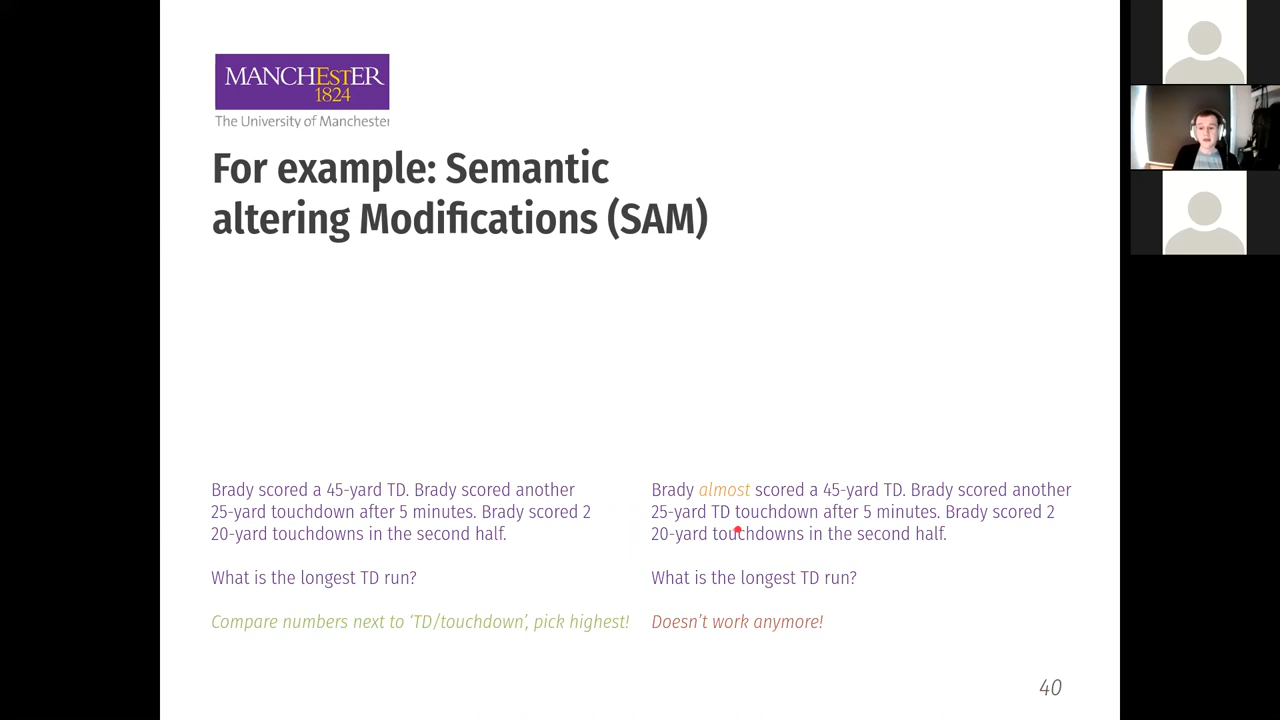 MANCHESTER
1824
The University of Manchester
For example: Semantic
altering Modifications (SAM)
Brady scored a 45-yard TD. Brady scored another
25-yard touchdown after 5 minutes. Brady scored 2
20-yard touchdowns in the second half.
What is the longest TD run?
Compare numbers next to ‘TD/touchdown’, pick highest!
Brady almost scored a 45-yard TD. Brady scored another
25-yard TD touchdown after 5 minutes. Brady scored 2
20-yard touchdowns in the second half.
What is the longest TD run?
Doesn’t work anymore!
40